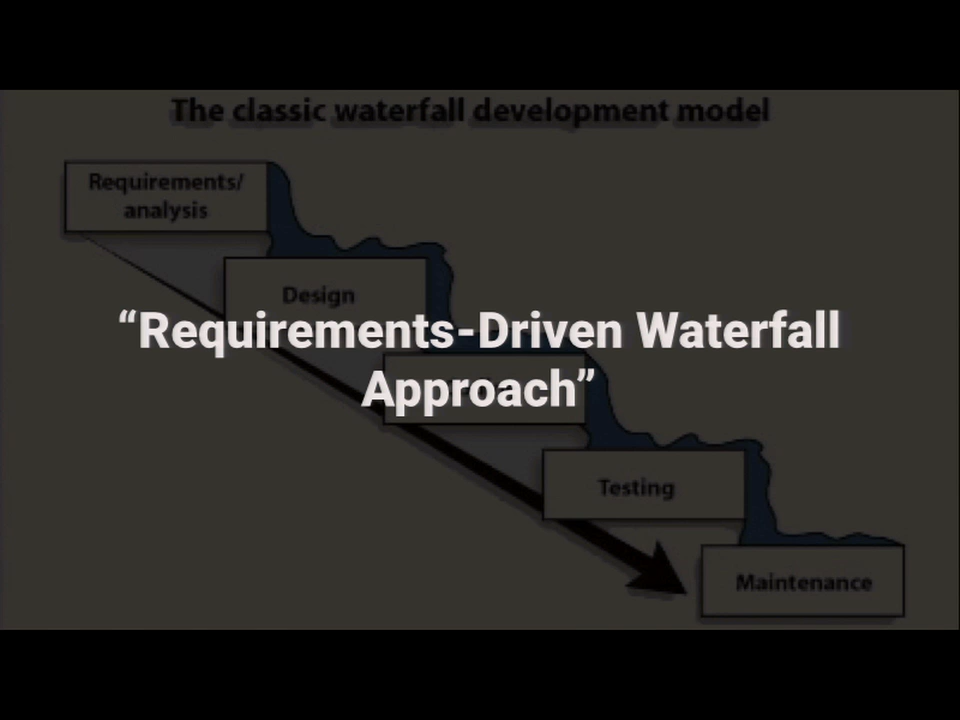 The classic waterfall development model
Requirements/
analysis
Design
“Requirements-Driven Waterfall
Approach”
Testing
Maintenance